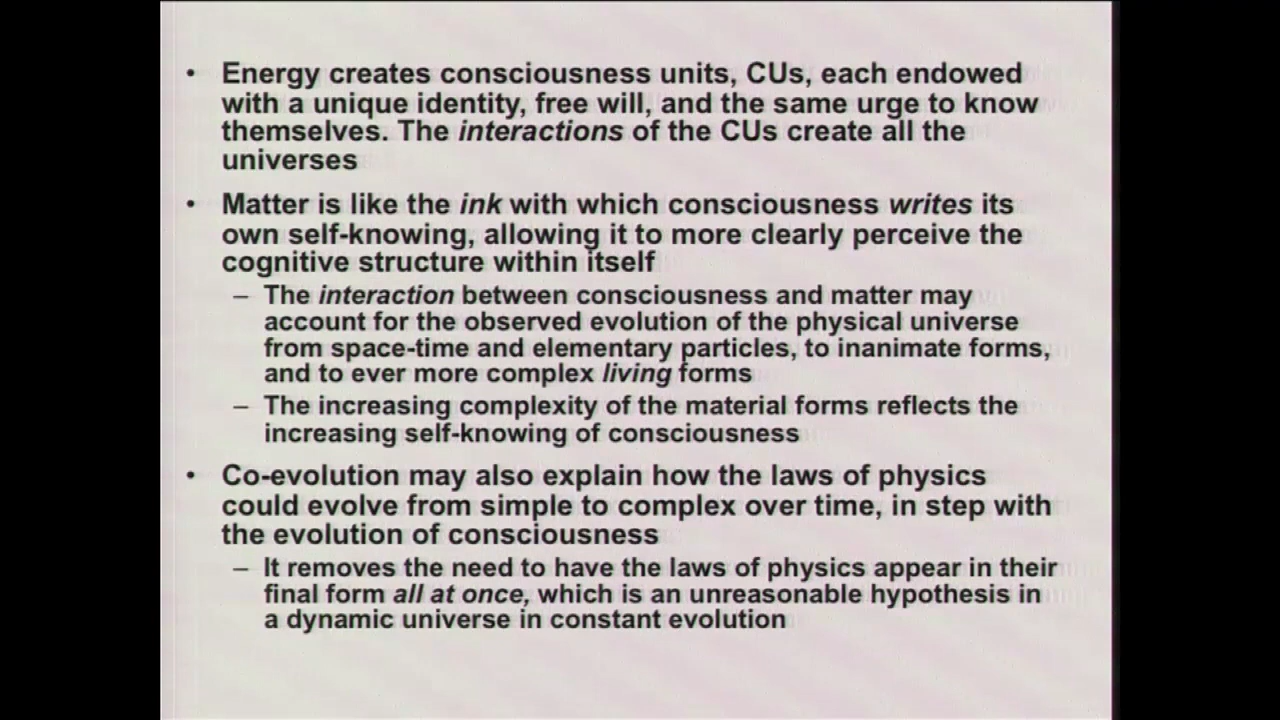 • Energy creates consciousness units, CUs, each endowed
with a unique identity, free will, and the same urge to know
themselves. The interactions of the CUs create all the
universes
• Matter is like the ink with which consciousness writes its
own self-knowing, allowing it to more clearly perceive the
cognitive structure within itself
– The interaction between consciousness and matter may
account for the observed evolution of the physical universe
from space-time and elementary particles, to inanimate forms,
and to ever more complex living forms
– The increasing complexity of the material forms reflects the
increasing self-knowing of consciousness
• Co-evolution may also explain how the laws of physics
could evolve from simple to complex over time, in step with
the evolution of consciousness
– It removes the need to have the laws of physics appear in their
final form all at once, which is an unreasonable hypothesis in
a dynamic universe in constant evolution